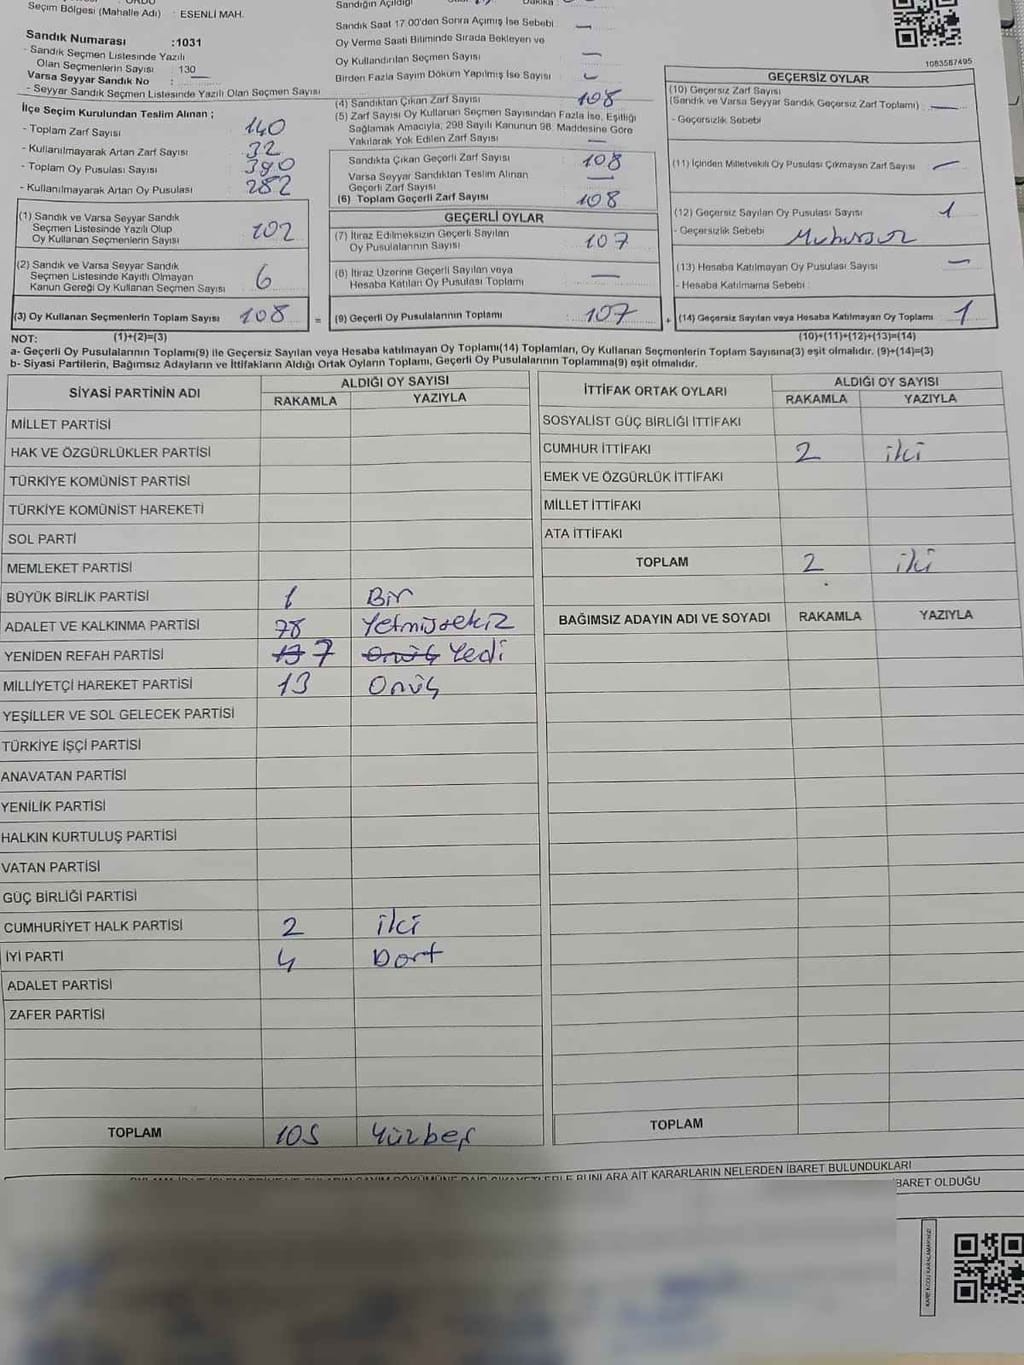 Seçim Bölgesi (Mahalle Adı) : ESENLİ MAH.
Sandık Numarası :1031
- Sandık Seçmen Listesinde Yazılı
Olan Seçmenlerin Sayısı : 130
Varsa Seyyar Sandık No : —
- Seyyar Sandık Seçmen Listesinde Yazılı Olan Seçmen Sayısı
İlçe Seçim Kurulundan Teslim Alınan ;
- Toplam Zarf Sayısı 140
- Kullanılmayarak Artan Zarf Sayısı 32
- Toplam Oy Pusulası Sayısı 390
- Kullanılmayarak Artan Oy Pusulası 282
(1) Sandık ve Varsa Seyyar Sandık
Seçmen Listesinde Yazılı Olup
Oy Kullanan Seçmenlerin Sayısı 102
(2) Sandık ve Varsa Seyyar Sandık
Seçmen Listesinde Kayıtlı Olmayan
Kanun Gereği Oy Kullanan Seçmen Sayısı 6
(3) Oy Kullanan Seçmenlerin Toplam Sayısı 108 =
Sandığın Açıldığı Dakika :
Sandık Saat 17.00'dan Sonra Açımış İse Sebebi : —
Oy Verme Saati Bitiminde Sırada Bekleyen ve
Oy Kullandırılan Seçmen Sayısı : —
Birden Fazla Sayım Döküm Yapılmış İse Sayısı :
(4) Sandıktan Çıkan Zarf Sayısı 108
(5) Zarf Sayısı Oy Kullanan Seçmen Sayısından Fazla İse, Eşitliği
Sağlamak Amacıyla, 298 Sayılı Kanunun 98. Maddesine Göre
Yakılarak Yok Edilen Zarf Sayısı —
Sandıkta Çıkan Geçerli Zarf Sayısı 108
Varsa Seyyar Sandıktan Teslim Alınan
Geçerli Zarf Sayısı —
(6) Toplam Geçerli Zarf Sayısı 108
GEÇERLİ OYLAR
(7) İtiraz Edilmeksizin Geçerli Sayılan
Oy Pusulalarının Sayısı 107
(8) İtiraz Üzerine Geçerli Sayılan veya
Hesaba Katılan Oy Pusulası Toplamı —
(9) Geçerli Oy Pusulalarının Toplamı : 107 +
1083587495
GEÇERSİZ OYLAR
(10) Geçersiz Zarf Sayısı
(Sandık ve Varsa Seyyar Sandık Geçersiz Zarf Toplamı) —
- Geçersizlik Sebebi
(11) İçinden Milletvekili Oy Pusulası Çıkmayan Zarf Sayısı —
(12) Geçersiz Sayılan Oy Pusulası Sayısı 1
- Geçersizlik Sebebi
(13) Hesaba Katılmayan Oy Pusulası Sayısı —
- Hesaba Katılmama Sebebi :
(14) Geçersiz Sayılan veya Hesaba Katılmayan Oy Toplamı 1
NOT: (1)+(2)=(3) (10)+(11)+(12)+(13)=(14)
a- Geçerli Oy Pusulalarının Toplamı(9) ile Geçersiz Sayılan veya Hesaba katılmayan Oy Toplamı(14) Toplamları, Oy Kullanan Seçmenlerin Toplam Sayısına(3) eşit olmalıdır. (9)+(14)=(3)
b- Siyasi Partilerin, Bağımsız Adayların ve İttifakların Aldığı Ortak Oyların Toplamı, Geçerli Oy Pusulalarının Toplamına(9) eşit olmalıdır.
SİYASİ PARTİNİN ADI ALDIĞI OY SAYISI
RAKAMLA YAZIYLA
MİLLET PARTİSİ
HAK VE ÖZGÜRLÜKLER PARTİSİ
TÜRKİYE KOMÜNİST PARTİSİ
TÜRKİYE KOMÜNİST HAREKETİ
SOL PARTİ
MEMLEKET PARTİSİ
BÜYÜK BİRLİK PARTİSİ 1 Bir
ADALET VE KALKINMA PARTİSİ 78 Yetmişsekiz
YENİDEN REFAH PARTİSİ 13 7 Onüç Yedi
MİLLİYETÇİ HAREKET PARTİSİ 13 Onüç
YEŞİLLER VE SOL GELECEK PARTİSİ
TÜRKİYE İŞÇİ PARTİSİ
ANAVATAN PARTİSİ
YENİLİK PARTİSİ
HALKIN KURTULUŞ PARTİSİ
VATAN PARTİSİ
GÜÇ BİRLİĞİ PARTİSİ
CUMHURİYET HALK PARTİSİ 2 iki
İYİ PARTİ 4 Dört
ADALET PARTİSİ
ZAFER PARTİSİ
TOPLAM 105 Yüzbeş
İTTİFAK ORTAK OYLARI ALDIĞI OY SAYISI
RAKAMLA YAZIYLA
SOSYALİST GÜÇ BİRLİĞİ İTTİFAKI
CUMHUR İTTİFAKI 2 iki
EMEK VE ÖZGÜRLÜK İTTİFAKI
MİLLET İTTİFAKI
ATA İTTİFAKI
TOPLAM 2 iki
BAĞIMSIZ ADAYIN ADI VE SOYADI RAKAMLA YAZIYLA
TOPLAM
BUNLARA AİT KARARLARIN NELERDEN İBARET BULUNDUKLARI
BARET OLDUĞU